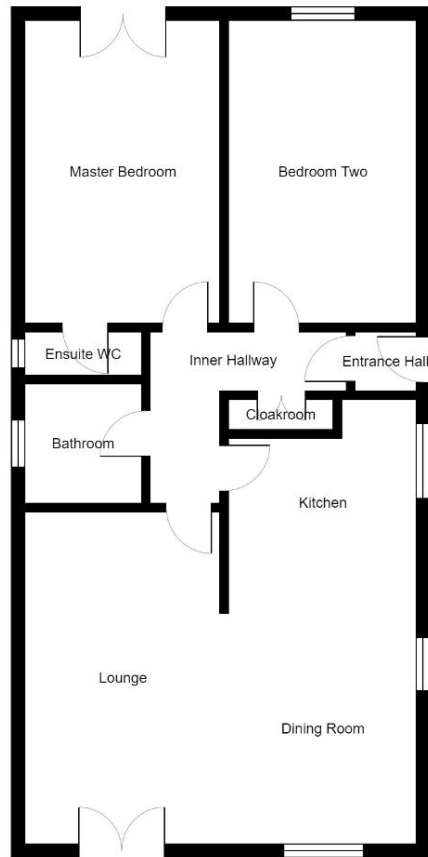 Master Bedroom
Bedroom Two
Ensuite WC
Inner Hallway
Entrance Hall
Bathroom
Cloakroom
Kitchen
Lounge
Dining Room